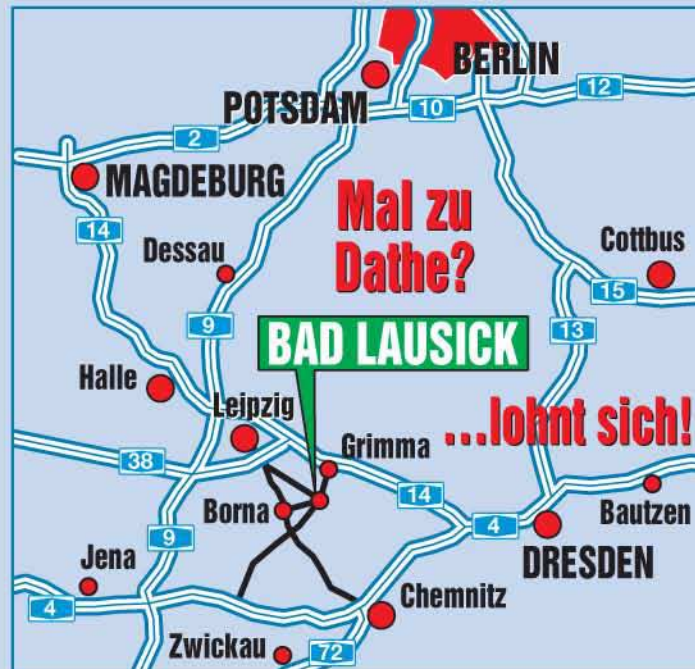 BERLIN
POTSDAM
12
10
2
MAGDEBURG
Mal zu
Dathe?
14
Cottbus
Dessau
15
9
13
BAD LAUSICK
Halle
Leipzig
...lohnt sich!
Grimma
38
14
Borna
4
Bautzen
9
DRESDEN
Jena
4
Chemnitz
Zwickau
72